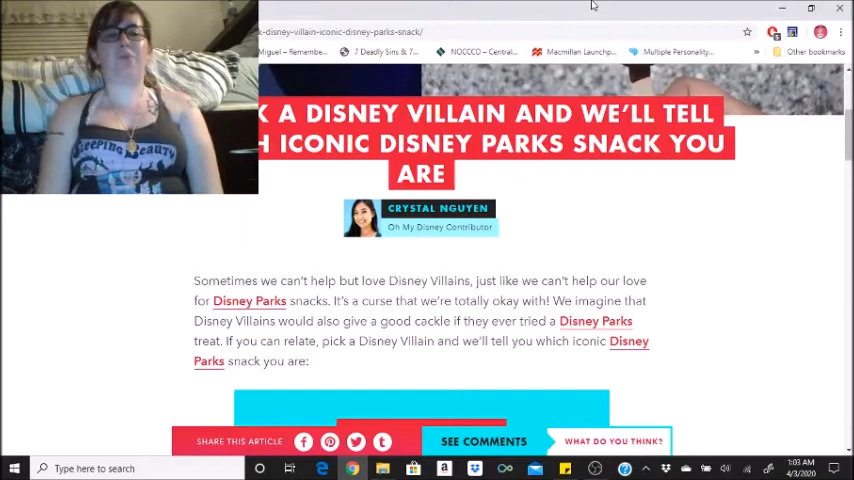 k-disney-villain-iconic-disney-parks-snack/
Miguel – Remembe...
7 Deadly Sins & 7...
NOCCCD – Central...
Macmillan Launchp...
Multiple Personality...
Other bookmarks
K A DISNEY VILLAIN AND WE'LL TELL
H ICONIC DISNEY PARKS SNACK YOU
ARE
Sleeping Beauty
CRYSTAL NGUYEN
Oh My Disney Contributor
Sometimes we can't help but love Disney Villains, just like we can't help our love
for Disney Parks snacks. It's a curse that we're totally okay with! We imagine that
Disney Villains would also give a good cackle if they ever tried a Disney Parks
treat. If you can relate, pick a Disney Villain and we'll tell you which iconic Disney
Parks snack you are:
SHARE THIS ARTICLE
SEE COMMENTS
WHAT DO YOU THINK?
Type here to search
1:03 AM
4/3/2020